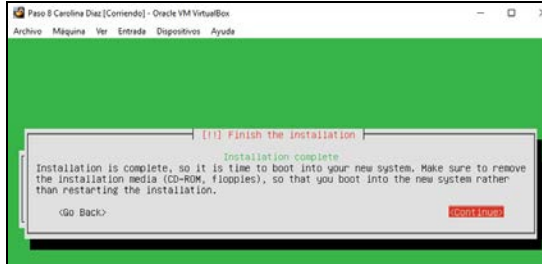 Paso 8 Carolina Diaz [Corriendo] - Oracle VM VirtualBox
Archivo Máquina Ver Entrada Dispositivos Ayuda
[!!] Finish the installation
Installation complete
Installation is complete, so it is time to boot into your new system. Make sure to remove
the installation media (CD-ROM, floppies), so that you boot into the new system rather
than restarting the installation.
<Go Back> <Continue>